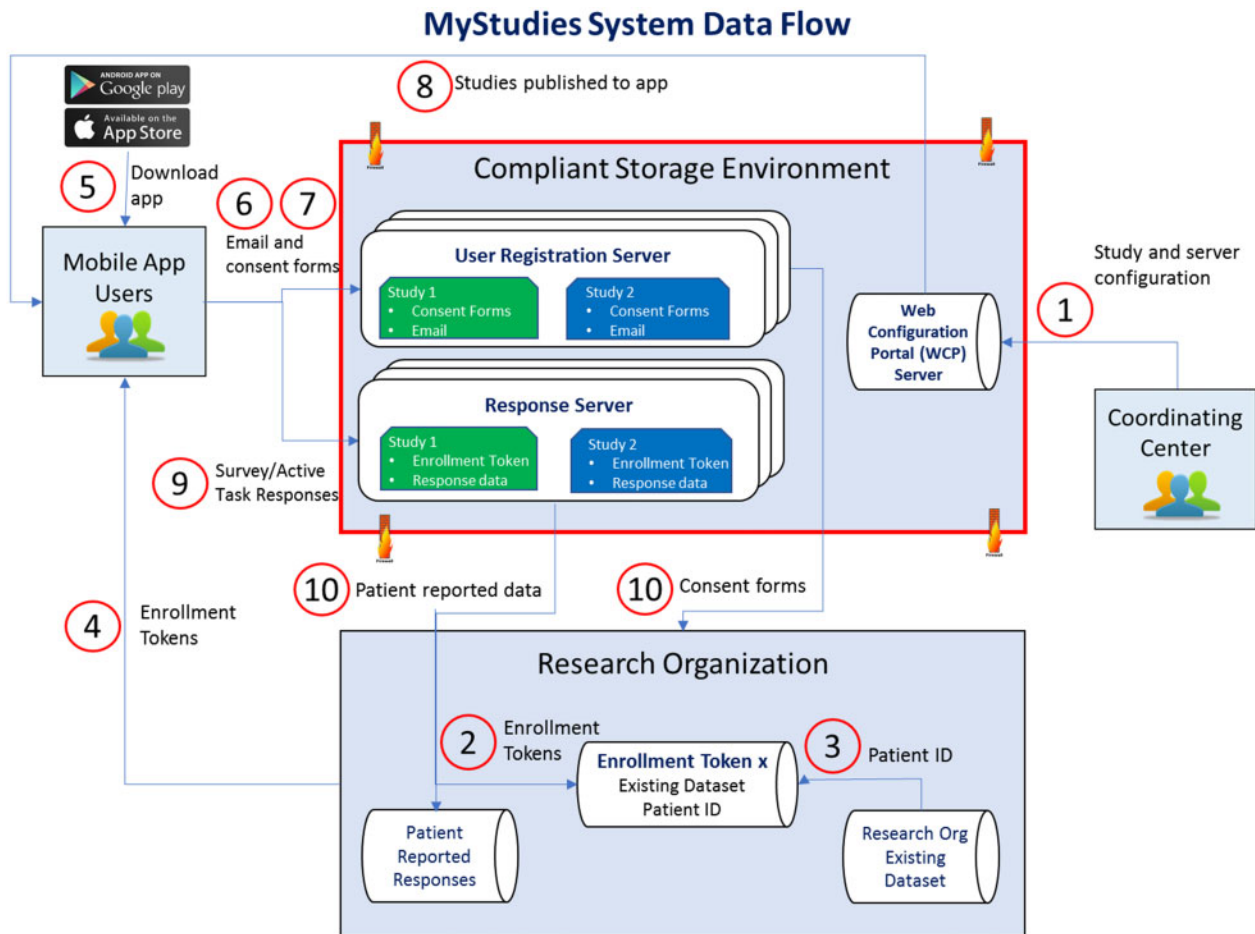 MyStudies System Data Flow
ANDROID APP ON
Google play
Available on the
App Store
8
Studies published to app
5
Download
app
6
7
Email and
consent forms
Firewall
Firewall
Compliant Storage Environment
Mobile App
Users
User Registration Server
Study 1
• Consent Forms
• Email
Study 2
• Consent Forms
• Email
Web
Configuration
Portal (WCP)
Server
Study and server
configuration
1
Response Server
Study 1
• Enrollment Token
• Response data
Study 2
• Enrollment Token
• Response data
Coordinating
Center
9
Survey/Active
Task Responses
Firewall
Firewall
10
Patient reported data
10
Consent forms
4
Enrollment
Tokens
Research Organization
2
Enrollment
Tokens
Enrollment Token x
Existing Dataset
Patient ID
3
Patient ID
Patient
Reported
Responses
Research Org
Existing
Dataset